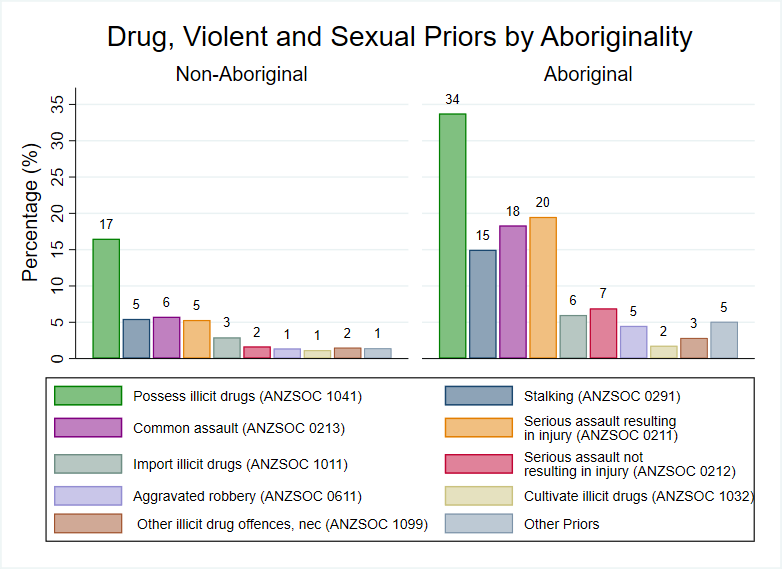 Drug, Violent and Sexual Priors by Aboriginality
Non-Aboriginal
Aboriginal
Percentage (%)
35
30
25
20
15
10
5
0
17
5
6
5
3
2
1
1
2
1
34
15
18
20
6
7
5
2
3
5
Possess illicit drugs (ANZSOC 1041)
Stalking (ANZSOC 0291)
Common assault (ANZSOC 0213)
Serious assault resulting
in injury (ANZSOC 0211)
Import illicit drugs (ANZSOC 1011)
Serious assault not
resulting in injury (ANZSOC 0212)
Aggravated robbery (ANZSOC 0611)
Cultivate illicit drugs (ANZSOC 1032)
Other illicit drug offences, nec (ANZSOC 1099)
Other Priors